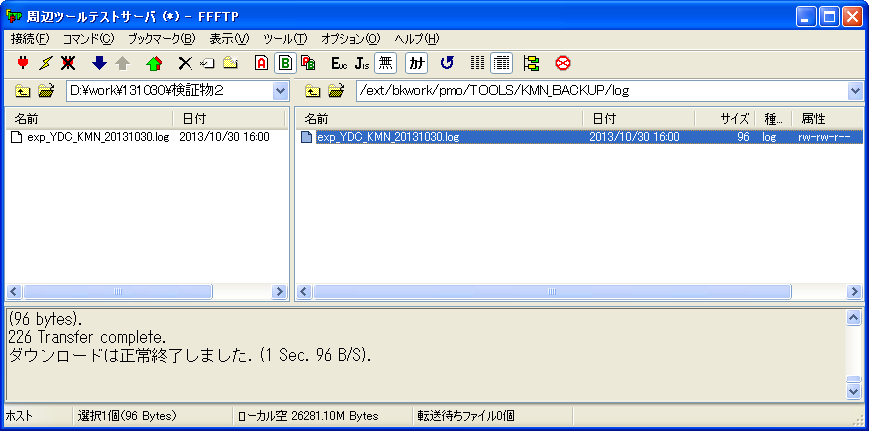 周辺ツールテストサーバ (*) - FFFTP
接続(F) コマンド(C) ブックマーク(B) 表示(V) ツール(T) オプション(O) ヘルプ(H)
A B EUC JIS 無 カナ
D:¥work¥131030¥検証物2 /ext/bkwork/pmo/TOOLS/KMN_BACKUP/log
名前 日付 名前 日付 サイズ 種... 属性
exp_YDC_KMN_20131030.log 2013/10/30 16:00 exp_YDC_KMN_20131030.log 2013/10/30 16:00 96 log rw-rw-r--
(96 bytes).
226 Transfer complete.
ダウンロードは正常終了しました. (1 Sec. 96 B/S).
ホスト 選択1個(96 Bytes) ローカル空 26281.10M Bytes 転送待ちファイル0個